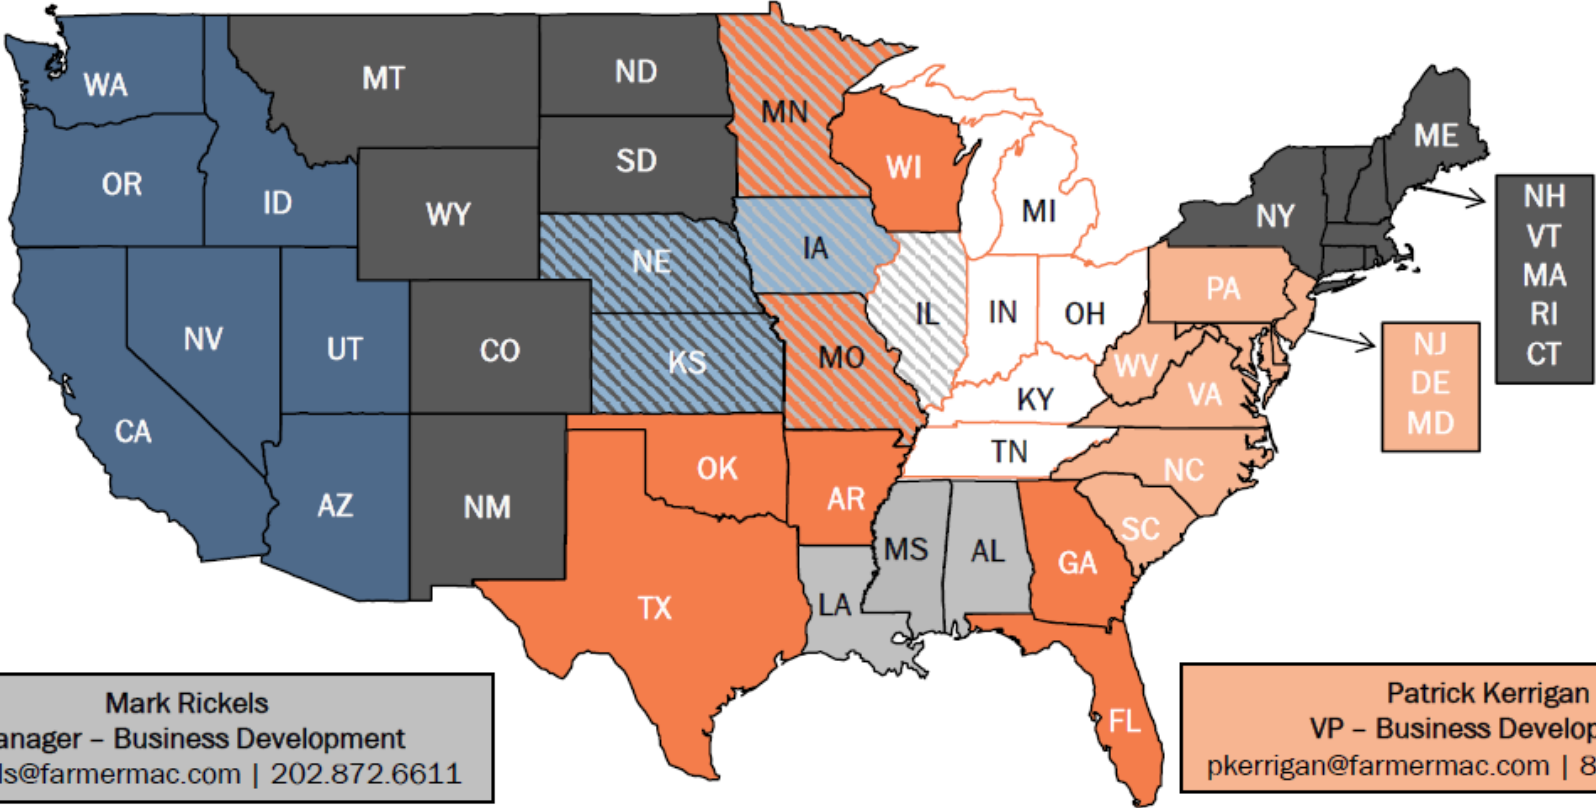 WA
MT
ND
MN
ME
OR
ID
SD
WI
WY
MI
NY
NH
VT
MA
RI
CT
NE
IA
PA
NV
UT
CO
KS
MO
IL
IN
OH
WV
VA
NJ
DE
MD
CA
KY
TN
NC
AZ
NM
OK
AR
SC
MS
AL
GA
TX
LA
FL
Mark Rickels
anager – Business Development
ls@farmermac.com | 202.872.6611
Patrick Kerrigan
VP – Business Develop
pkerrigan@farmermac.com | 8